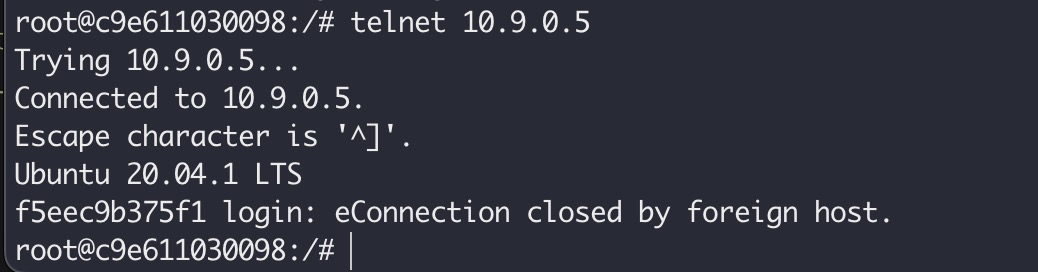 root@c9e611030098:/# telnet 10.9.0.5
Trying 10.9.0.5...
Connected to 10.9.0.5.
Escape character is '^]'.
Ubuntu 20.04.1 LTS
f5eec9b375f1 login: eConnection closed by foreign host.
root@c9e611030098:/#